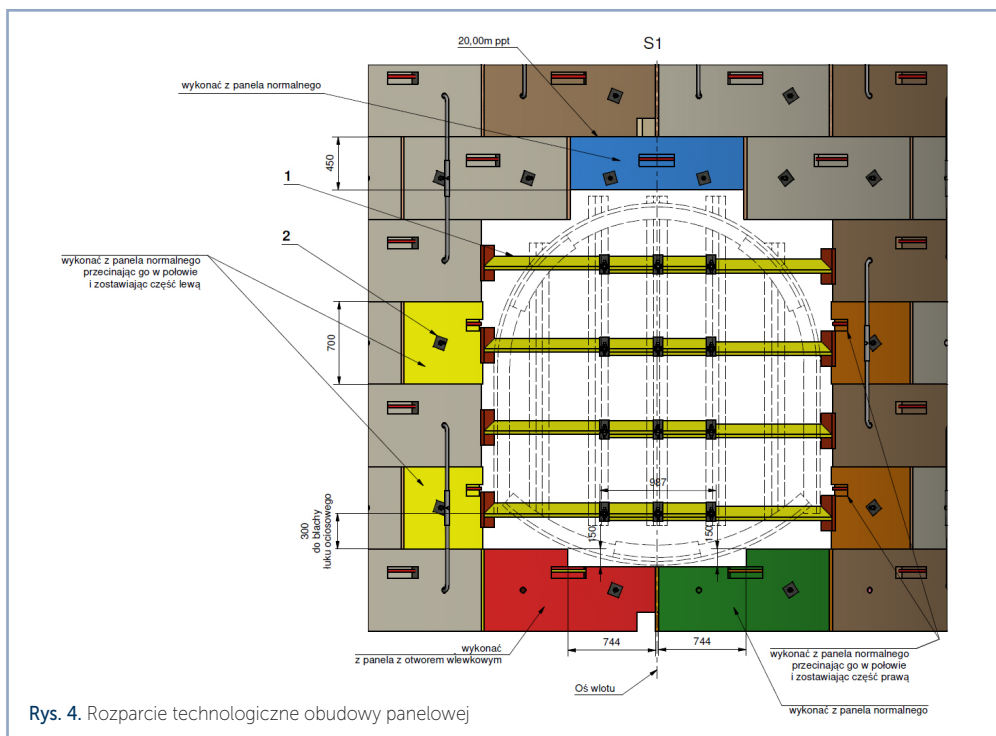 S1
20,00m ppt
wykonać z panela normalnego
450
1
2
wykonać z panela normalnego
przecinając go w połowie
i zostawiając część lewą
700
987
300
do blachy
łuku ociosowego
150
150
wykonać
z panela z otworem wlewkowym
744
744
wykonać z panela normalnego
przecinając go w połowie
i zostawiając część prawą
Oś wlotu
wykonać z panela normalnego
Rys. 4. Rozparcie technologiczne obudowy panelowej